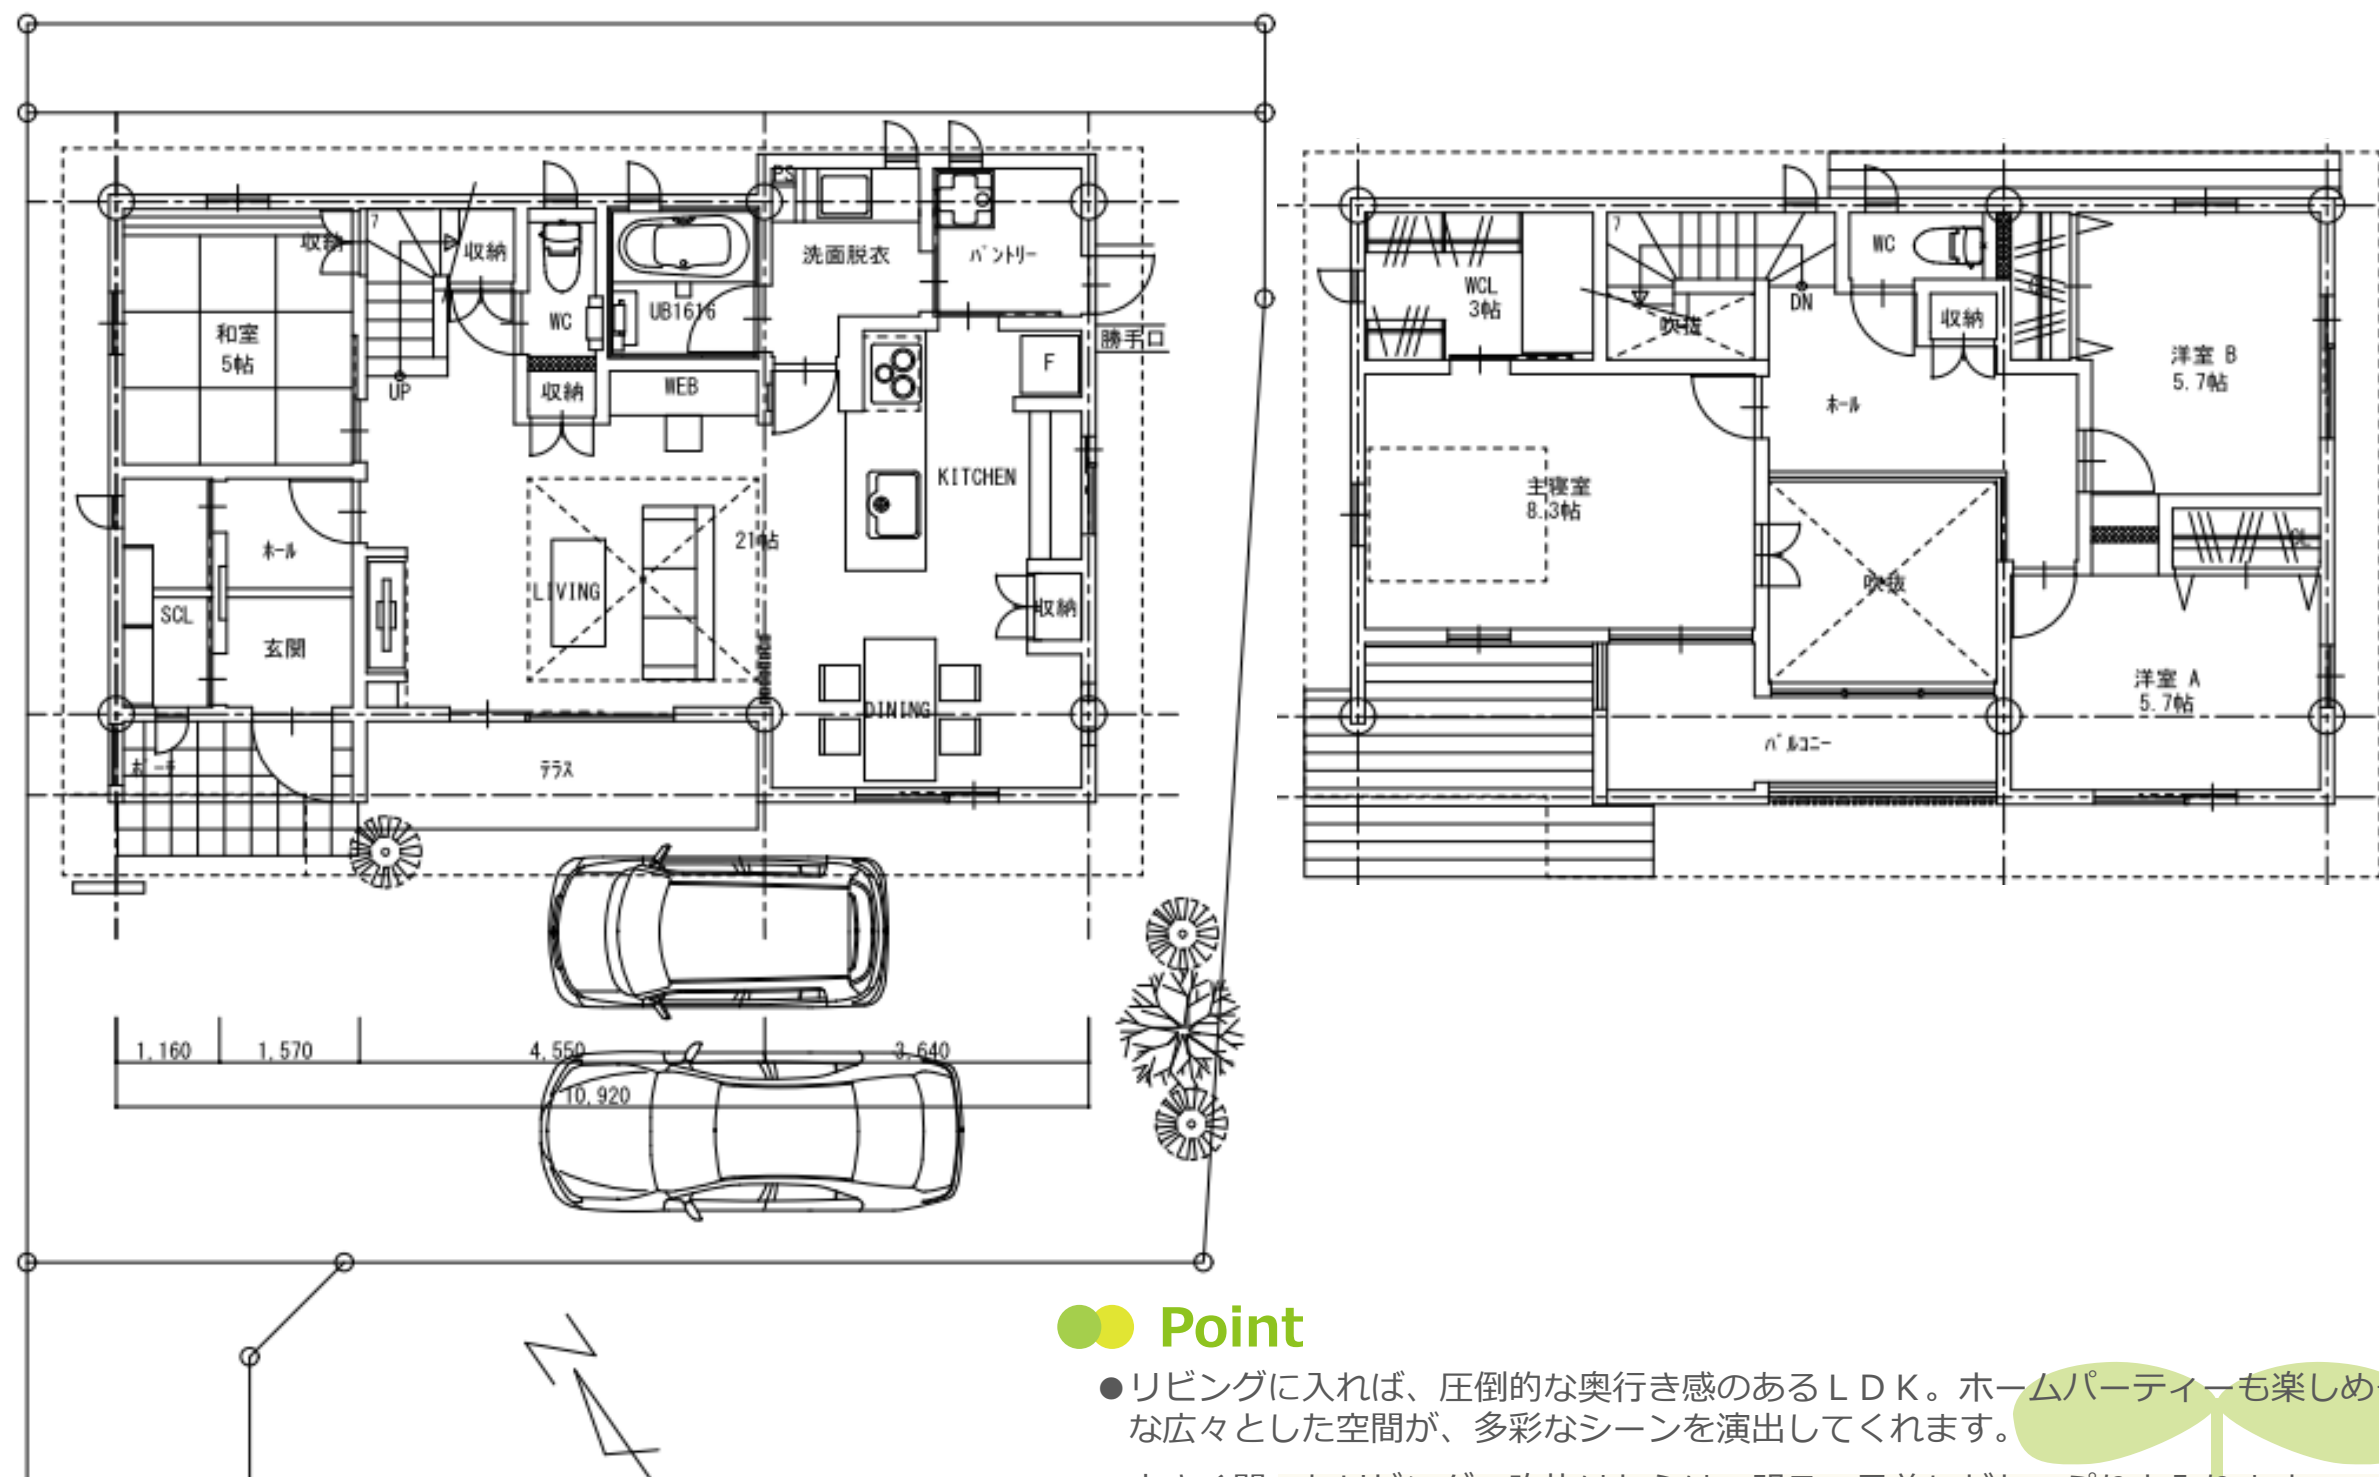 PS
収納
7
収納
洗面脱衣
パントリー
和室
5帖
WC
UB1616
勝手口
UP
収納
WEB
F
KITCHEN
ホール
21帖
LIVING
SCL
収納
玄関
DINING
ポーチ
テラス
1,160
1,570
4,550
3,640
10,920
7
WC
WCL
3帖
DN
吹抜
収納
洋室 B
5.7帖
ホール
主寝室
8.3帖
CL
吹抜
洋室 A
5.7帖
バルコニー
Point
●リビングに入れば、圧倒的な奥行き感のあるＬＤＫ。ホームパーティーも楽しめ
な広々とした空間が、多彩なシーンを演出してくれます。